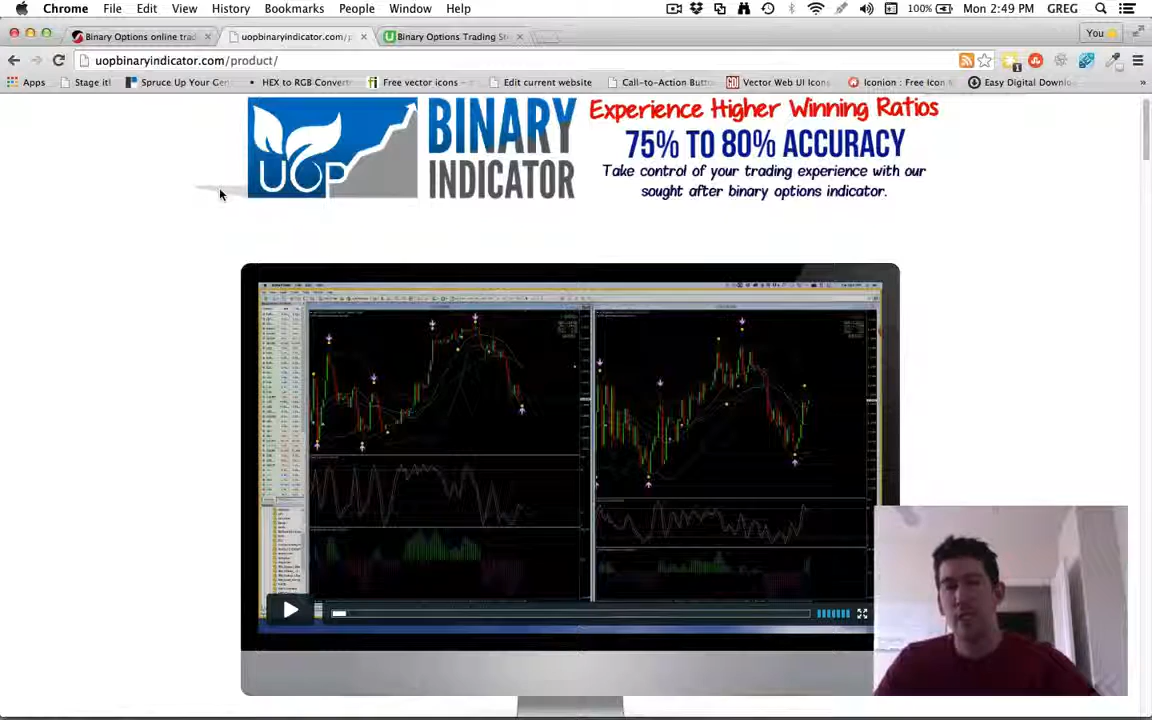 Chrome File Edit View History Bookmarks People Window Help 100% Mon 2:49 PM GREG
Binary Options online trad
uopbinaryindicator.com/p
Binary Options Trading St
You
uopbinaryindicator.com/product/
Apps Stage it! Spruce Up Your Gen HEX to RGB Convert Free vector icons – Edit current website Call-to-Action Butt Vector Web UI Icons Iconion : Free Icon Easy Digital Downlo »
UOP
BINARY
INDICATOR
Experience Higher Winning Ratios
75% TO 80% ACCURACY
Take control of your trading experience with our
sought after binary options indicator.